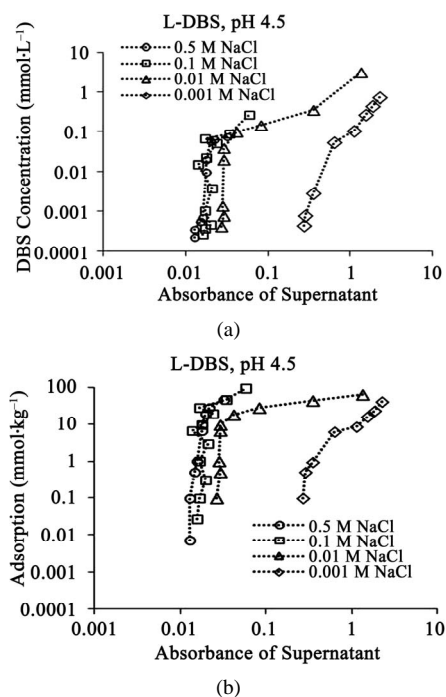 L-DBS, pH 4.5
0.5 M NaCl
0.1 M NaCl
0.01 M NaCl
0.001 M NaCl
DBS Concentration (mmol·L⁻¹)
10
1
0.1
0.01
0.001
0.0001
0.001 0.01 0.1 1 10
Absorbance of Supernatant
(a)
L-DBS, pH 4.5
Adsorption (mmol·kg⁻¹)
100
10
1
0.1
0.01
0.001
0.0001
0.5 M NaCl
0.1 M NaCl
0.01 M NaCl
0.001 M NaCl
0.001 0.01 0.1 1 10
Absorbance of Supernatant
(b)